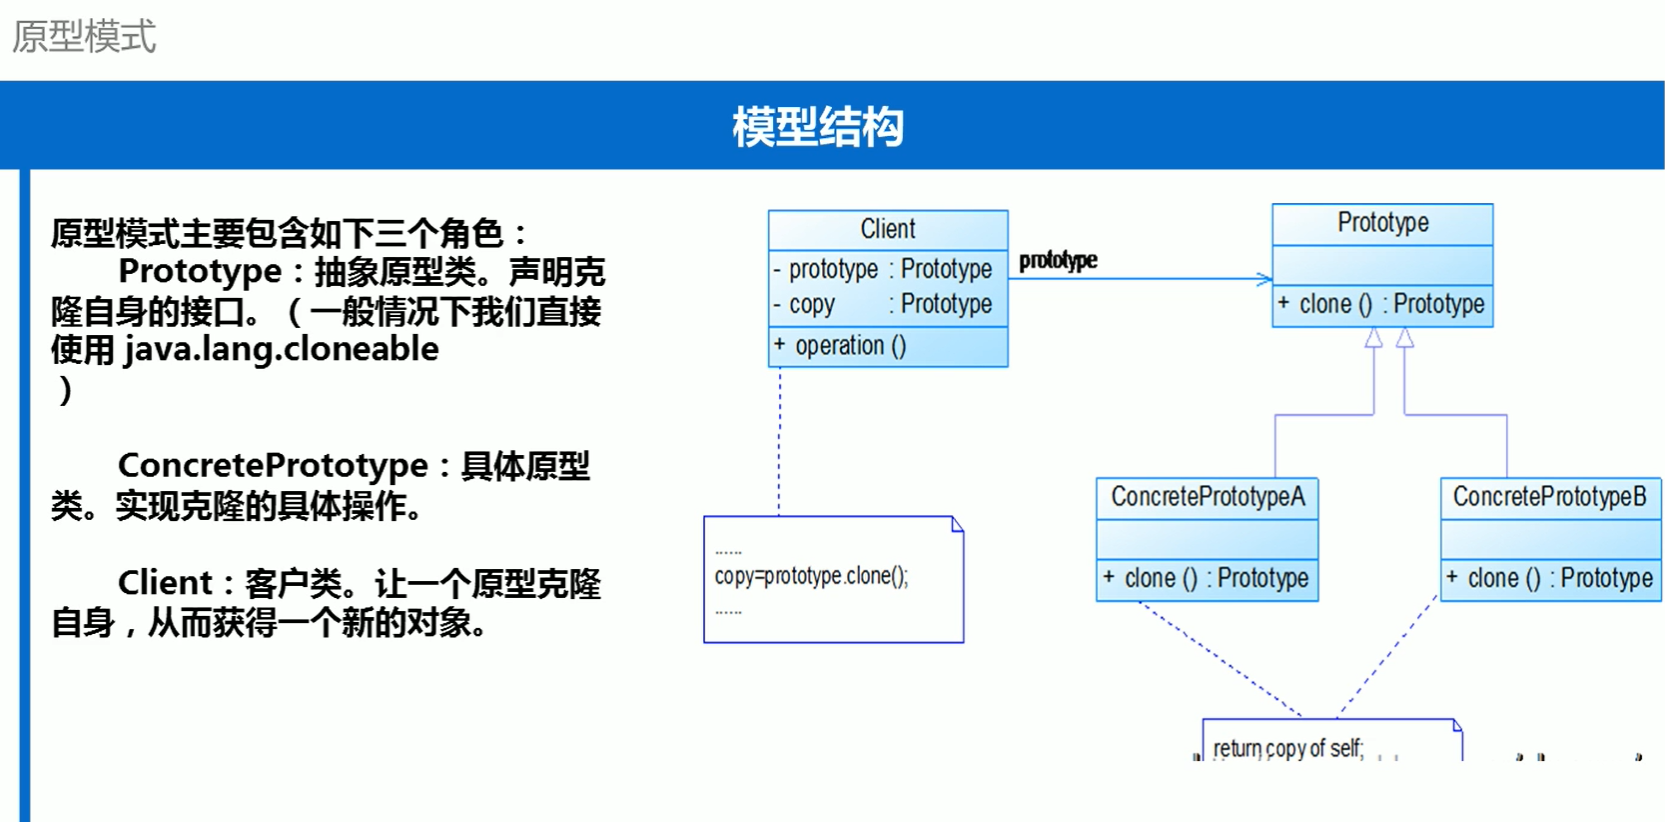 原型模式
模型结构
原型模式主要包含如下三个角色：
Prototype：抽象原型类。声明克
隆自身的接口。（一般情况下我们直接
使用 java.lang.cloneable
）
ConcretePrototype：具体原型
类。实现克隆的具体操作。
Client：客户类。让一个原型克隆
自身，从而获得一个新的对象。
Client
- prototype : Prototype
- copy : Prototype
+ operation ()
prototype
Prototype
+ clone () : Prototype
ConcretePrototypeA
+ clone () : Prototype
ConcretePrototypeB
+ clone () : Prototype
......
copy=prototype.clone();
......
return copy of self;